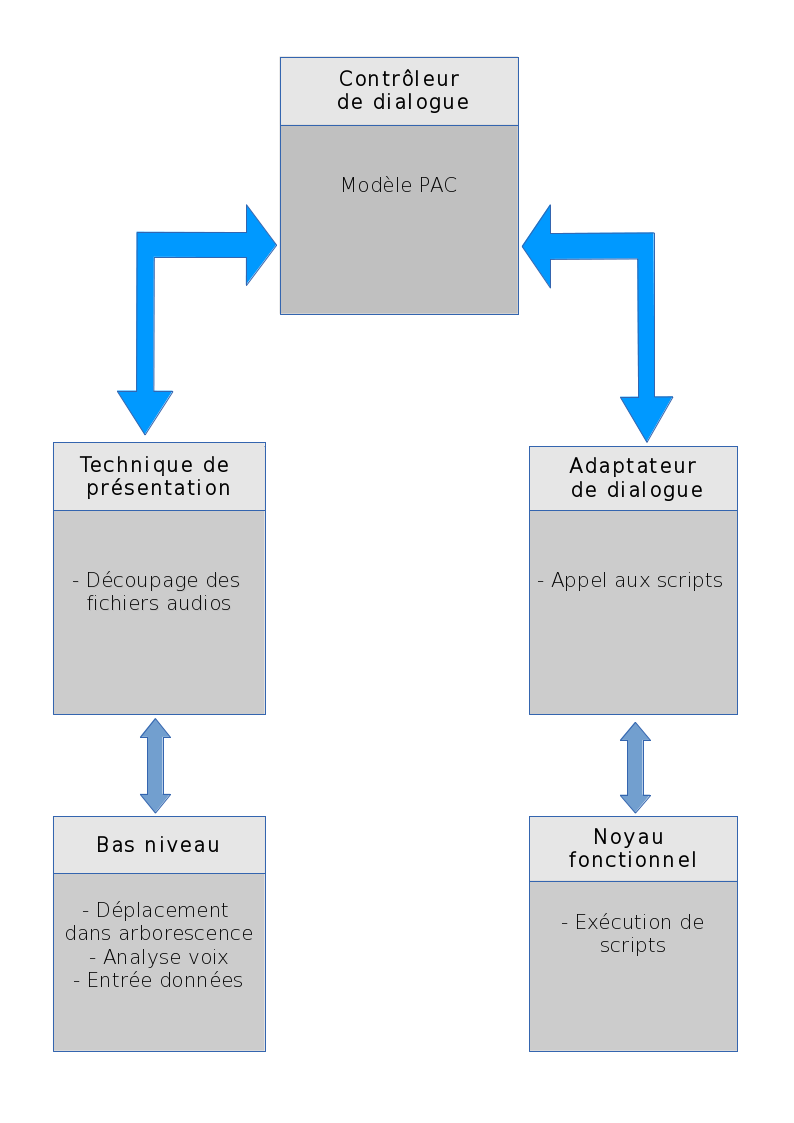 Contrôleur
de dialogue
Modèle PAC
Technique de
présentation
- Découpage des
fichiers audios
Adaptateur
de dialogue
- Appel aux scripts
Bas niveau
- Déplacement
dans arborescence
- Analyse voix
- Entrée données
Noyau
fonctionnel
- Exécution de
scripts